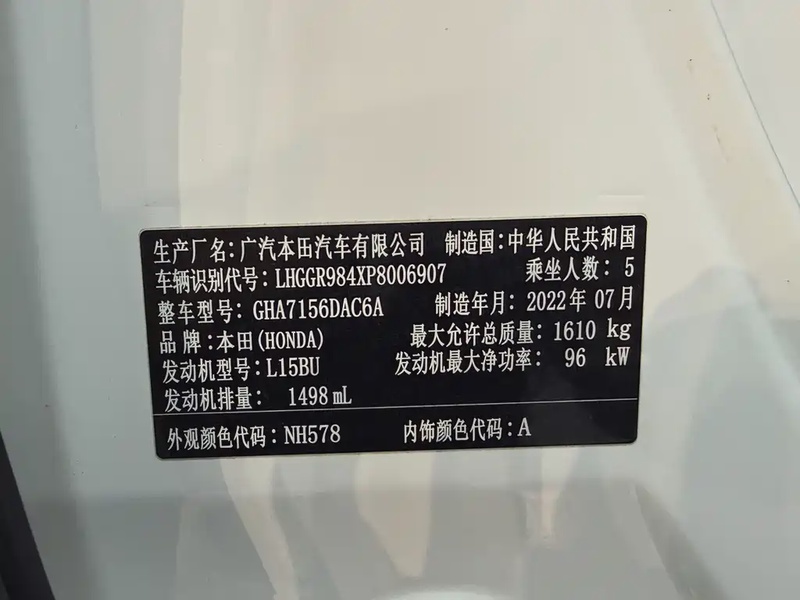 生产厂名:广汽本田汽车有限公司 制造国:中华人民共和国
车辆识别代号:LHGGR984XP8006907 乘坐人数:5
整车型号:GHA7156DAC6A 制造年月:2022年07月
品牌:本田(HONDA) 最大允许总质量:1610 kg
发动机型号:L15BU 发动机最大净功率:96 kW
发动机排量:1498mL
外观颜色代码:NH578 内饰颜色代码:A